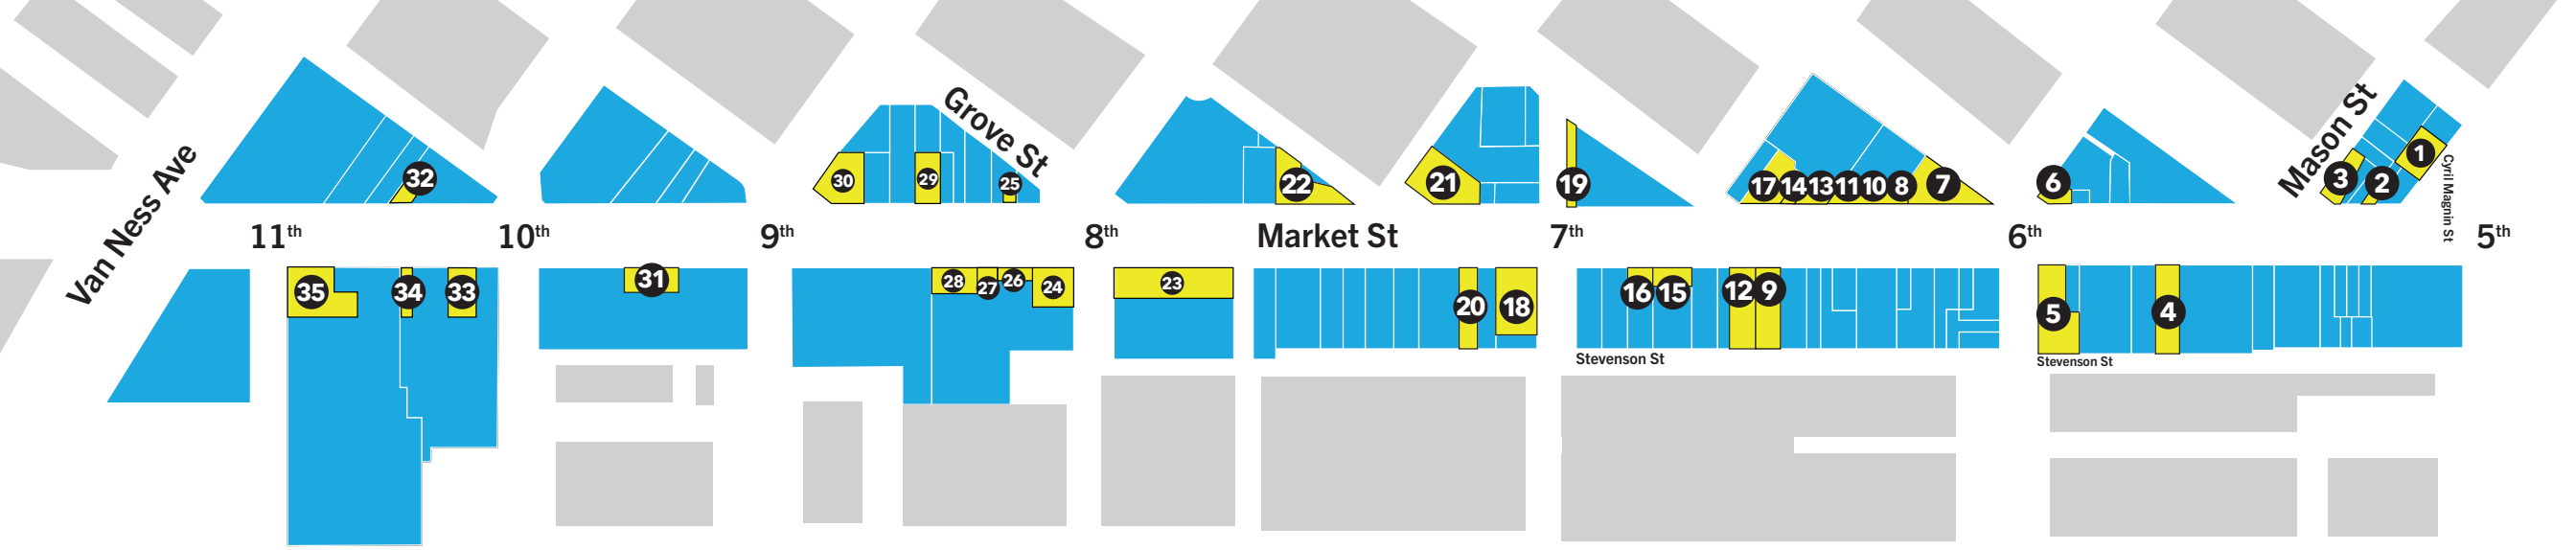 Van Ness Ave
32
30
29
25
Grove St
22
21
19
17
14
13
11
10
8
7
6
Mason St
3
2
1
Cyril Magnin St
11th
10th
9th
8th
Market St
7th
6th
5th
35
34
33
31
28
27
26
24
23
20
18
16
15
12
9
5
4
Stevenson St
Stevenson St